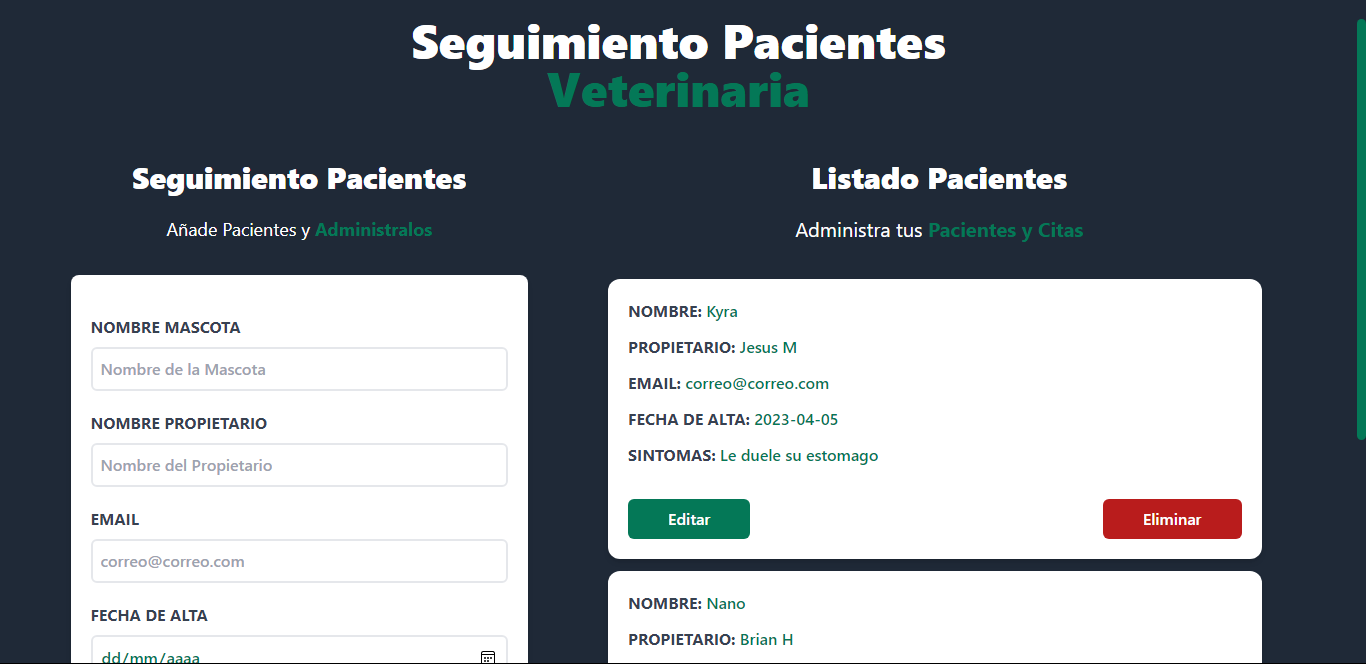 Seguimiento Pacientes
Veterinaria
Seguimiento Pacientes
Añade Pacientes y Administralos
NOMBRE MASCOTA
Nombre de la Mascota
NOMBRE PROPIETARIO
Nombre del Propietario
EMAIL
correo@correo.com
FECHA DE ALTA
dd/mm/aaaa
Listado Pacientes
Administra tus Pacientes y Citas
NOMBRE: Kyra
PROPIETARIO: Jesus M
EMAIL: correo@correo.com
FECHA DE ALTA: 2023-04-05
SINTOMAS: Le duele su estomago
Editar
Eliminar
NOMBRE: Nano
PROPIETARIO: Brian H